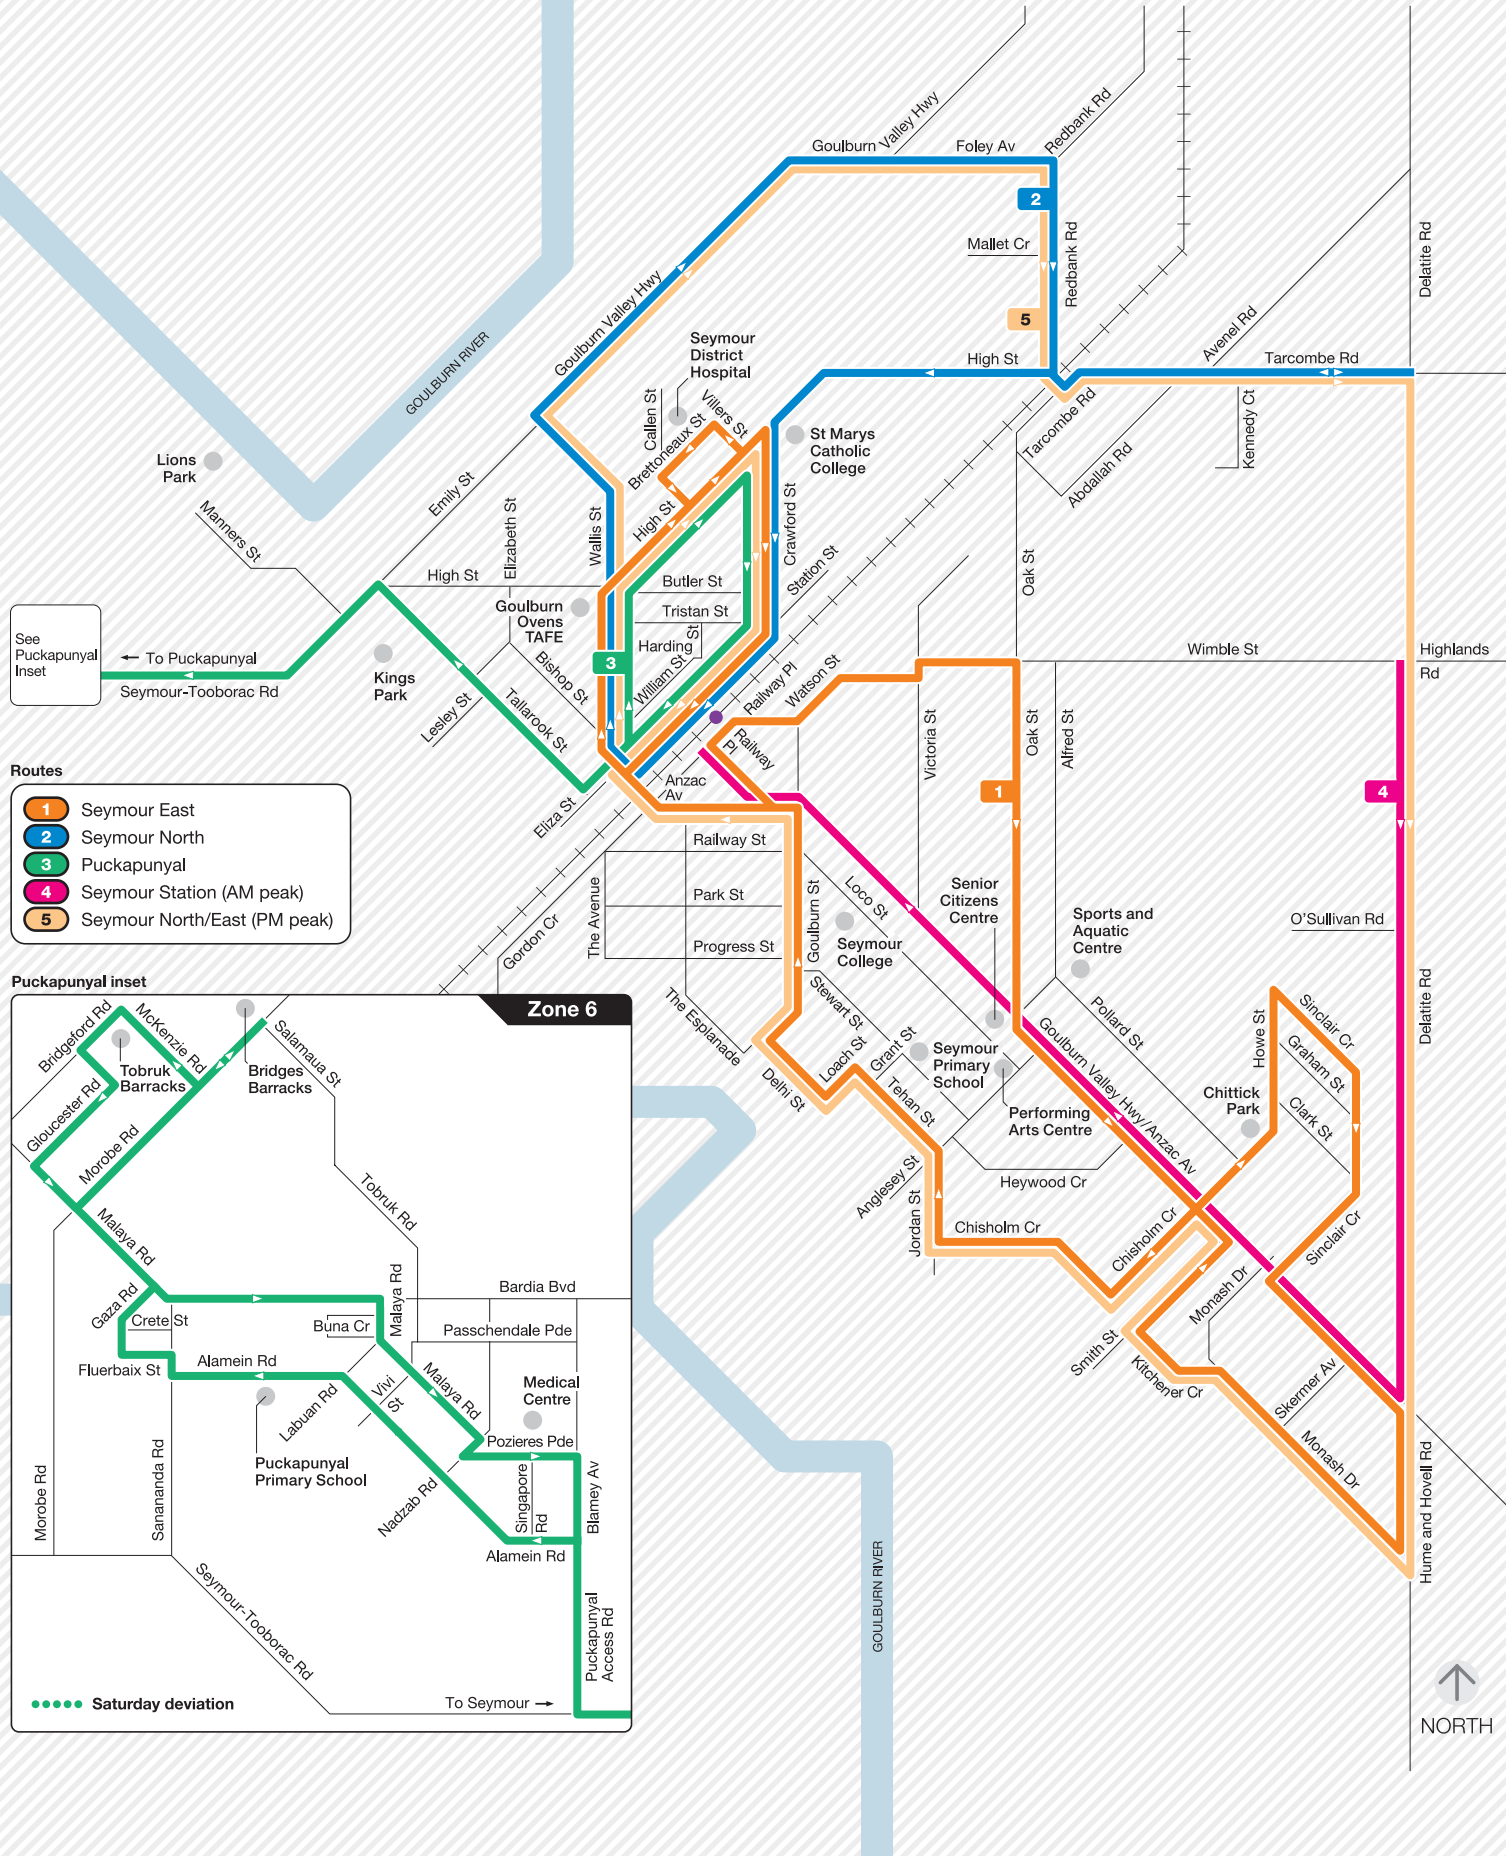 Goulburn
Valley Hwy
Foley Av
Redbank Rd
2
Mallet Cr
Redbank Rd
Delatite Rd
Goulburn Valley Hwy
GOULBURN RIVER
5
Seymour
District
Hospital
High St
Avenel Rd
Tarcombe Rd
Callen St
Villers St
Brettoneaux St
St Marys
Catholic
College
Tarcombe Rd
Kennedy Ct
Abdallah Rd
Lions
Park
Emily St
Manners St
Elizabeth St
Wallis St
High St
Crawford St
Station St
Oak St
High St
Butler St
Goulburn
Ovens
TAFE
Tristan St
Harding
St
See
Puckapunyal
Inset
To Puckapunyal
Seymour-Tooborac Rd
Kings
Park
3
Bishop St
William St
Railway Pl
Watson St
Wimble St
Highlands
Rd
Lesley St
Tallarook St
Railway
Pl
Victoria St
Oak St
Alfred St
Anzac
Av
1
4
Eliza St
Routes
1 Seymour East
2 Seymour North
3 Puckapunyal
4 Seymour Station (AM peak)
5 Seymour North/East (PM peak)
Railway St
Park St
Progress St
The Avenue
Gordon Cr
Goulburn St
Loco St
Seymour
College
Senior
Citizens
Centre
Sports and
Aquatic
Centre
O'Sullivan Rd
Delatite Rd
The Esplanade
Stewart St
Delhi St
Loach St
Grant St
Tehan St
Seymour
Primary
School
Performing
Arts Centre
Goulburn Valley Hwy/Anzac Av
Pollard St
Howe St
Sinclair Cr
Graham St
Clark St
Chittick
Park
Anglesey St
Heywood Cr
Jordan St
Chisholm Cr
Chisholm Cr
Sinclair Cr
Monash Dr
Smith St
Kitchener Cr
Skermer Av
Monash Dr
Hume and Hovell Rd
GOULBURN RIVER
NORTH
Puckapunyal inset
Zone 6
Bridgeford Rd
McKenzie Rd
Tobruk
Barracks
Bridges
Barracks
Salamaua St
Gloucester Rd
Morobe Rd
Malaya Rd
Tobruk Rd
Gaza Rd
Crete St
Buna Cr
Malaya Rd
Bardia Bvd
Passchendale Pde
Fluerbaix St
Alamein Rd
Labuan Rd
Vivi
St
Malaya Rd
Medical
Centre
Puckapunyal
Primary School
Pozieres Pde
Morobe Rd
Sanananda Rd
Nadzab Rd
Singapore
Rd
Blamey Av
Alamein Rd
Seymour-Tooborac Rd
Puckapunyal
Access Rd
Saturday deviation
To Seymour